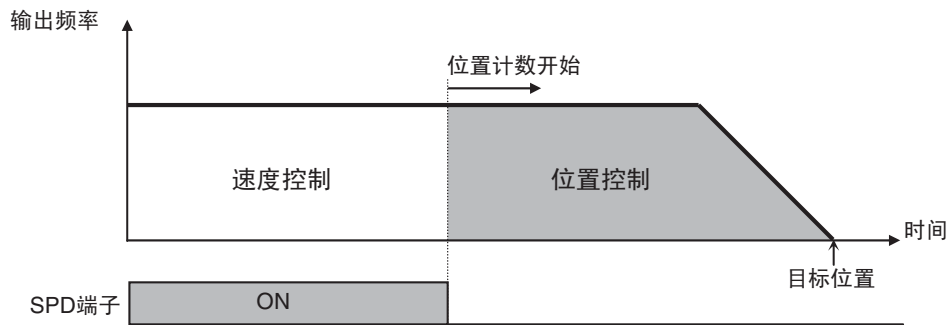 输出频率
位置计数开始
速度控制
位置控制
时间
目标位置
SPD端子
ON